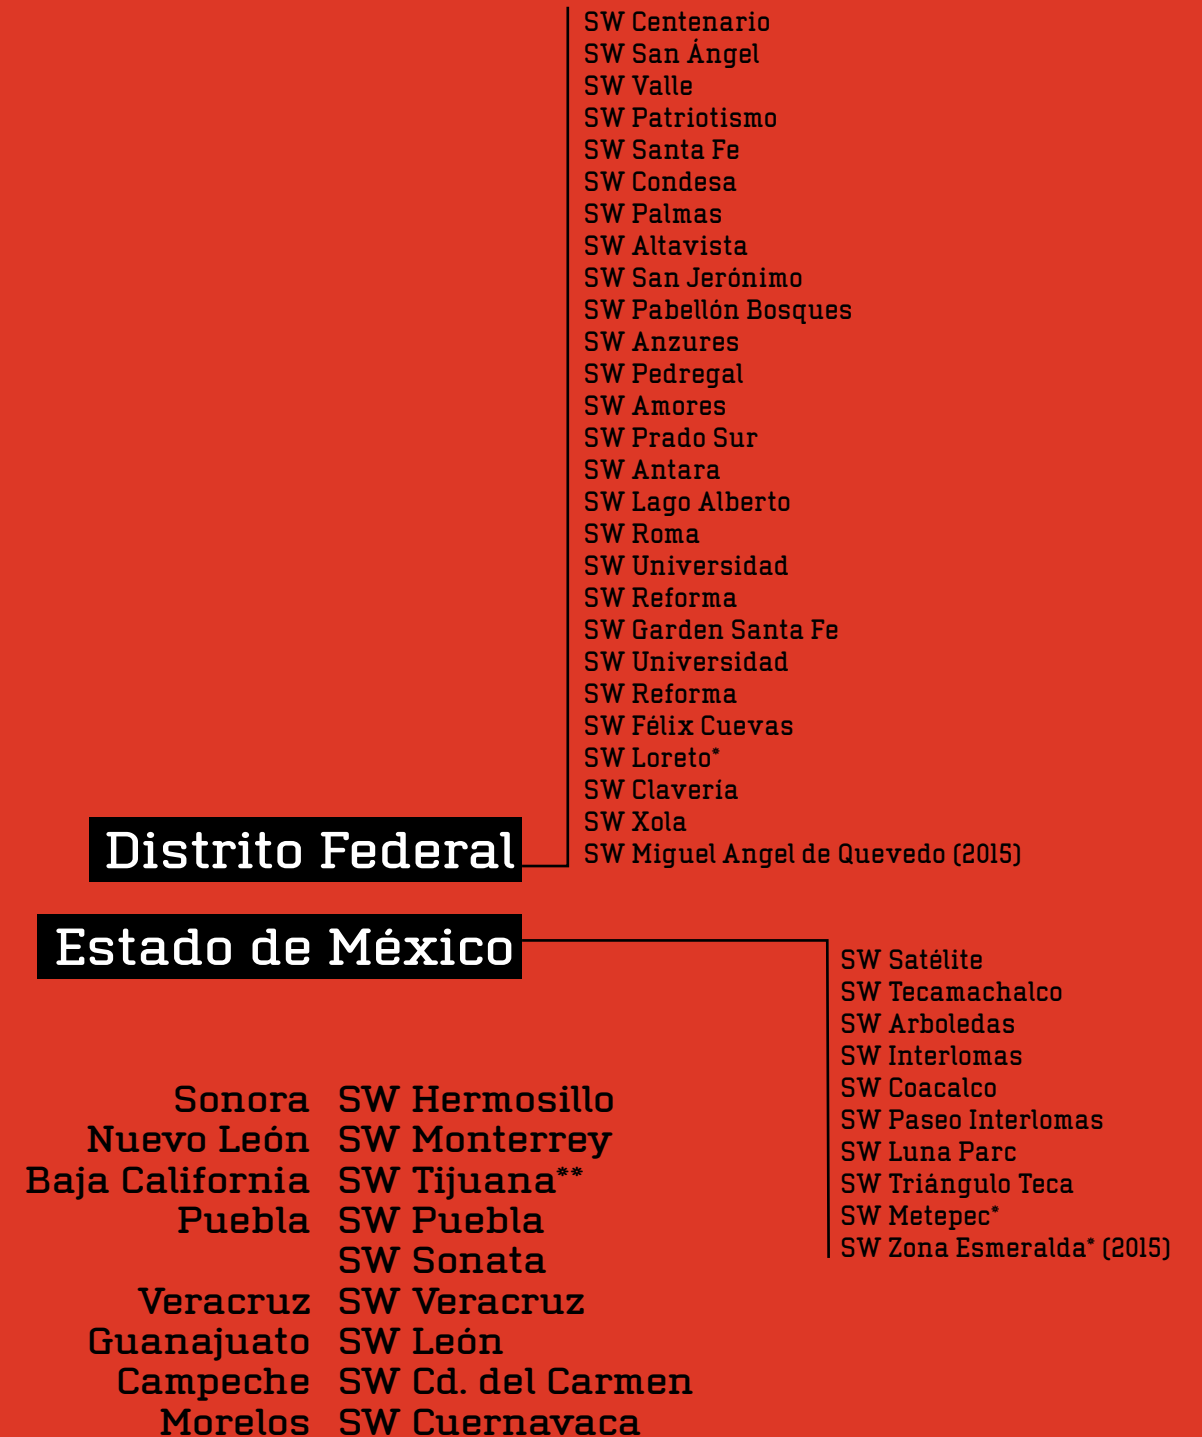 SW Centenario
SW San Ángel
SW Valle
SW Patriotismo
SW Santa Fe
SW Condesa
SW Palmas
SW Altavista
SW San Jerónimo
SW Pabellón Bosques
SW Anzures
SW Pedregal
SW Amores
SW Prado Sur
SW Antara
SW Lago Alberto
SW Roma
SW Universidad
SW Reforma
SW Garden Santa Fe
SW Universidad
SW Reforma
SW Félix Cuevas
SW Loreto*
SW Clavería
SW Xola
SW Miguel Angel de Quevedo (2015)
Distrito Federal
Estado de México
SW Satélite
SW Tecamachalco
SW Arboledas
SW Interlomas
SW Coacalco
SW Paseo Interlomas
SW Luna Parc
SW Triángulo Teca
SW Metepec*
SW Zona Esmeralda* (2015)
Sonora SW Hermosillo
Nuevo León SW Monterrey
Baja California SW Tijuana**
Puebla SW Puebla
SW Sonata
Veracruz SW Veracruz
Guanajuato SW León
Campeche SW Cd. del Carmen
Morelos SW Cuernavaca